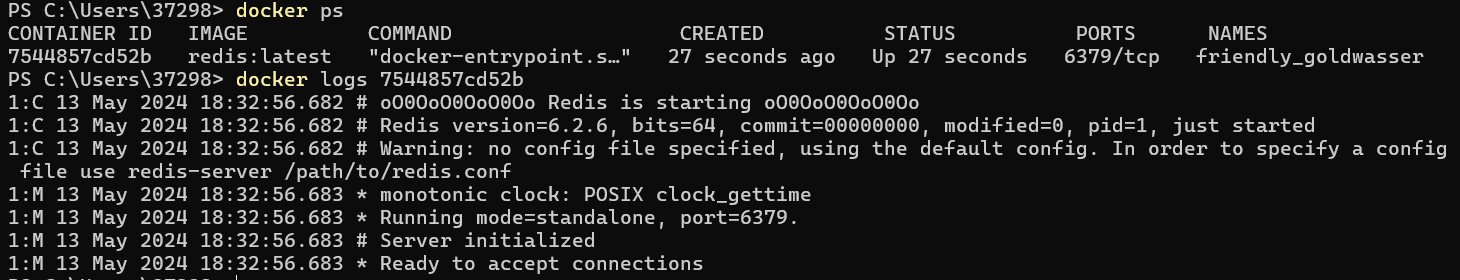 PS C:\Users\37298> docker ps
CONTAINER ID   IMAGE          COMMAND                  CREATED          STATUS          PORTS      NAMES
7544857cd52b   redis:latest   "docker-entrypoint.s…"   27 seconds ago   Up 27 seconds   6379/tcp   friendly_goldwasser
PS C:\Users\37298> docker logs 7544857cd52b
1:C 13 May 2024 18:32:56.682 # oO0OoO0OoO0Oo Redis is starting oO0OoO0OoO0Oo
1:C 13 May 2024 18:32:56.682 # Redis version=6.2.6, bits=64, commit=00000000, modified=0, pid=1, just started
1:C 13 May 2024 18:32:56.682 # Warning: no config file specified, using the default config. In order to specify a config
 file use redis-server /path/to/redis.conf
1:M 13 May 2024 18:32:56.683 * monotonic clock: POSIX clock_gettime
1:M 13 May 2024 18:32:56.683 * Running mode=standalone, port=6379.
1:M 13 May 2024 18:32:56.683 # Server initialized
1:M 13 May 2024 18:32:56.683 * Ready to accept connections